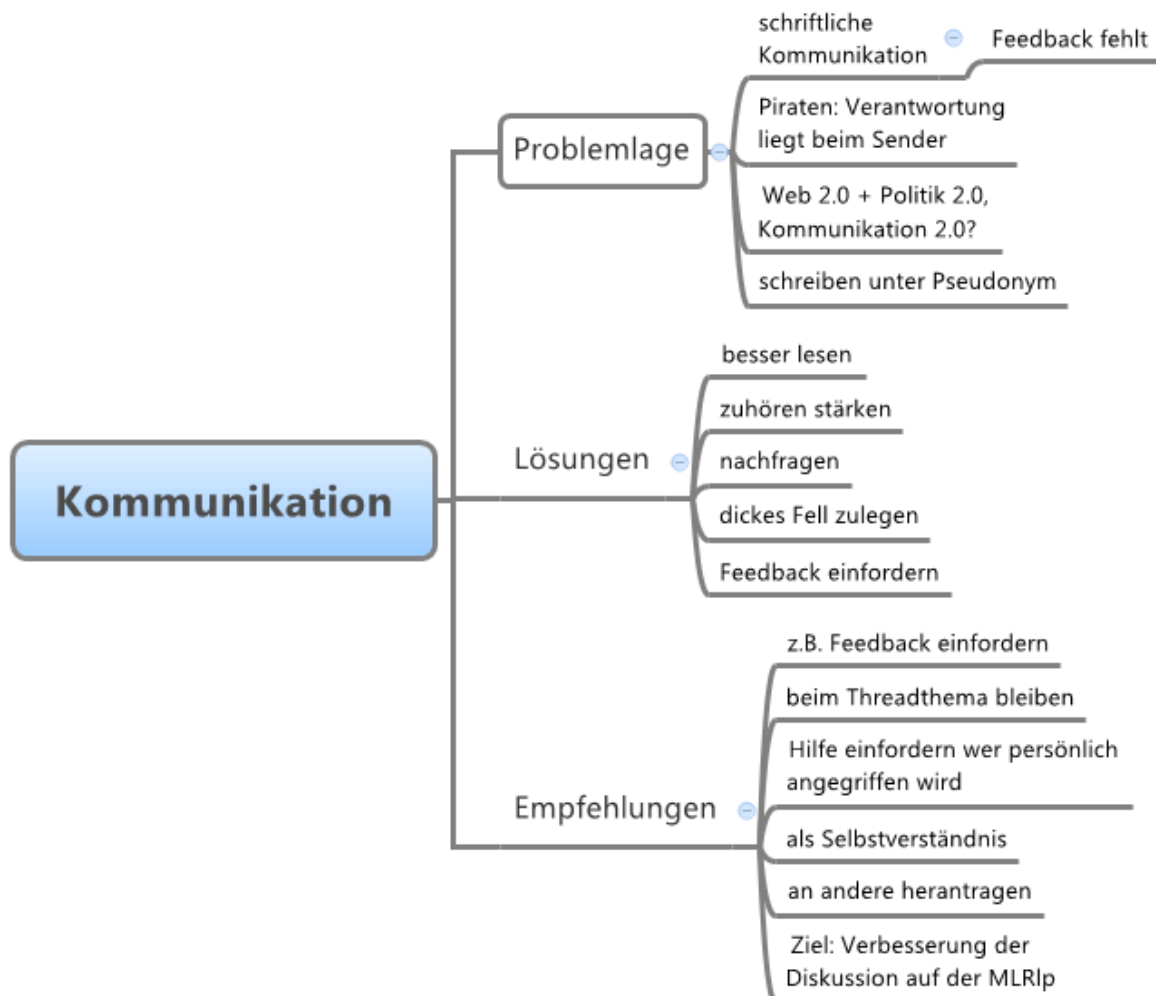 Kommunikation
Problemlage
schriftliche
Kommunikation
Feedback fehlt
Piraten: Verantwortung
liegt beim Sender
Web 2.0 + Politik 2.0,
Kommunikation 2.0?
schreiben unter Pseudonym
Lösungen
besser lesen
zuhören stärken
nachfragen
dickes Fell zulegen
Feedback einfordern
Empfehlungen
z.B. Feedback einfordern
beim Threadthema bleiben
Hilfe einfordern wer persönlich
angegriffen wird
als Selbstverständnis
an andere herantragen
Ziel: Verbesserung der
Diskussion auf der MLRlp